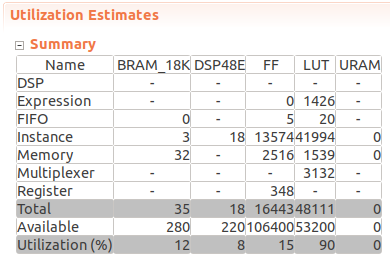 Utilization Estimates
Summary
Name BRAM_18K DSP48E FF LUT URAM
DSP - - - - -
Expression - - 0 1426 -
FIFO 0 - 5 20 -
Instance 3 18 13574 41994 0
Memory 32 - 2516 1539 0
Multiplexer - - - 3132 -
Register - - 348 - -
Total 35 18 16443 48111 0
Available 280 220 106400 53200 0
Utilization (%) 12 8 15 90 0